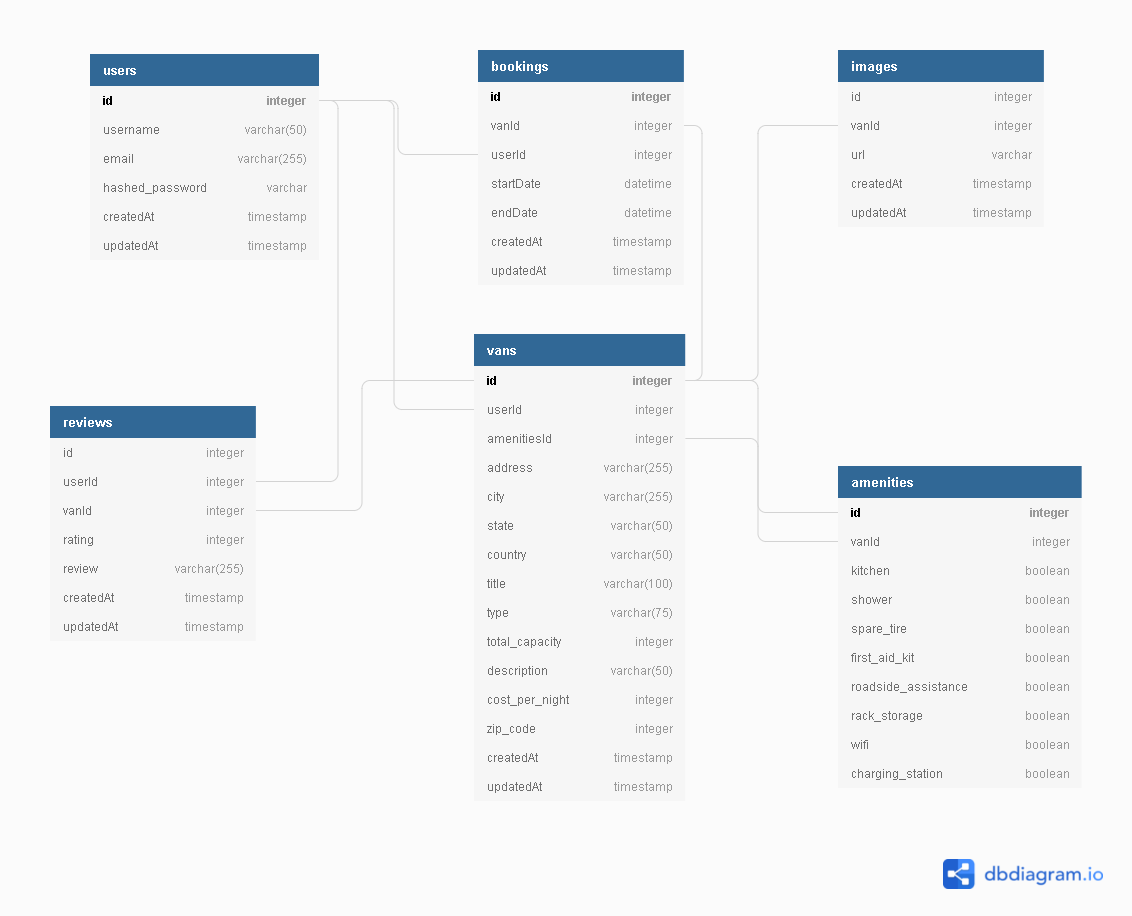 users
id integer
username varchar(50)
email varchar(255)
hashed_password varchar
createdAt timestamp
updatedAt timestamp
bookings
id integer
vanId integer
userId integer
startDate datetime
endDate datetime
createdAt timestamp
updatedAt timestamp
images
id integer
vanId integer
url varchar
createdAt timestamp
updatedAt timestamp
reviews
id integer
userId integer
vanId integer
rating integer
review varchar(255)
createdAt timestamp
updatedAt timestamp
vans
id integer
userId integer
amenitiesId integer
address varchar(255)
city varchar(255)
state varchar(50)
country varchar(50)
title varchar(100)
type varchar(75)
total_capacity integer
description varchar(50)
cost_per_night integer
zip_code integer
createdAt timestamp
updatedAt timestamp
amenities
id integer
vanId integer
kitchen boolean
shower boolean
spare_tire boolean
first_aid_kit boolean
roadside_assistance boolean
rack_storage boolean
wifi boolean
charging_station boolean
dbdiagram.io